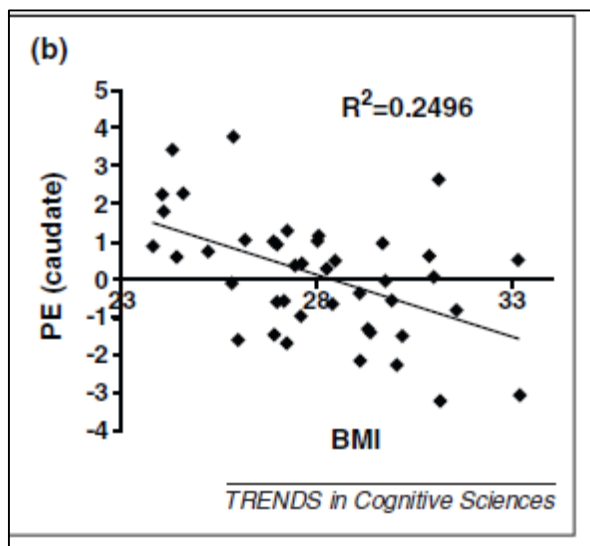 (b)
R²=0.2496
PE (caudate)
5
4
3
2
1
0
-1
-2
-3
-4
23
28
33
BMI
TRENDS in Cognitive Sciences